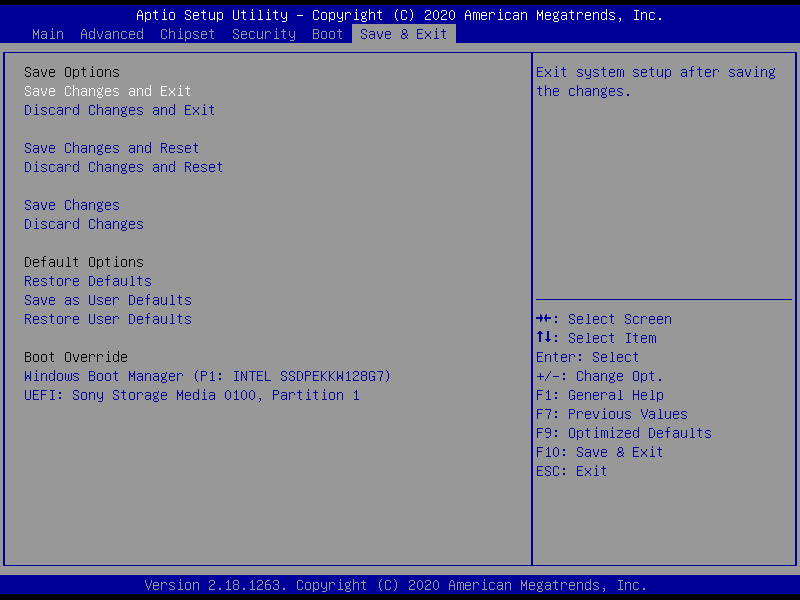 Aptio Setup Utility – Copyright (C) 2020 American Megatrends, Inc.
Main Advanced Chipset Security Boot Save & Exit
Save Options
Save Changes and Exit
Discard Changes and Exit
Save Changes and Reset
Discard Changes and Reset
Save Changes
Discard Changes
Default Options
Restore Defaults
Save as User Defaults
Restore User Defaults
Boot Override
Windows Boot Manager (P1: INTEL SSDPEKKW128G7)
UEFI: Sony Storage Media 0100, Partition 1
Exit system setup after saving
the changes.
→←: Select Screen
↑↓: Select Item
Enter: Select
+/-: Change Opt.
F1: General Help
F7: Previous Values
F9: Optimized Defaults
F10: Save & Exit
ESC: Exit
Version 2.18.1263. Copyright (C) 2020 American Megatrends, Inc.